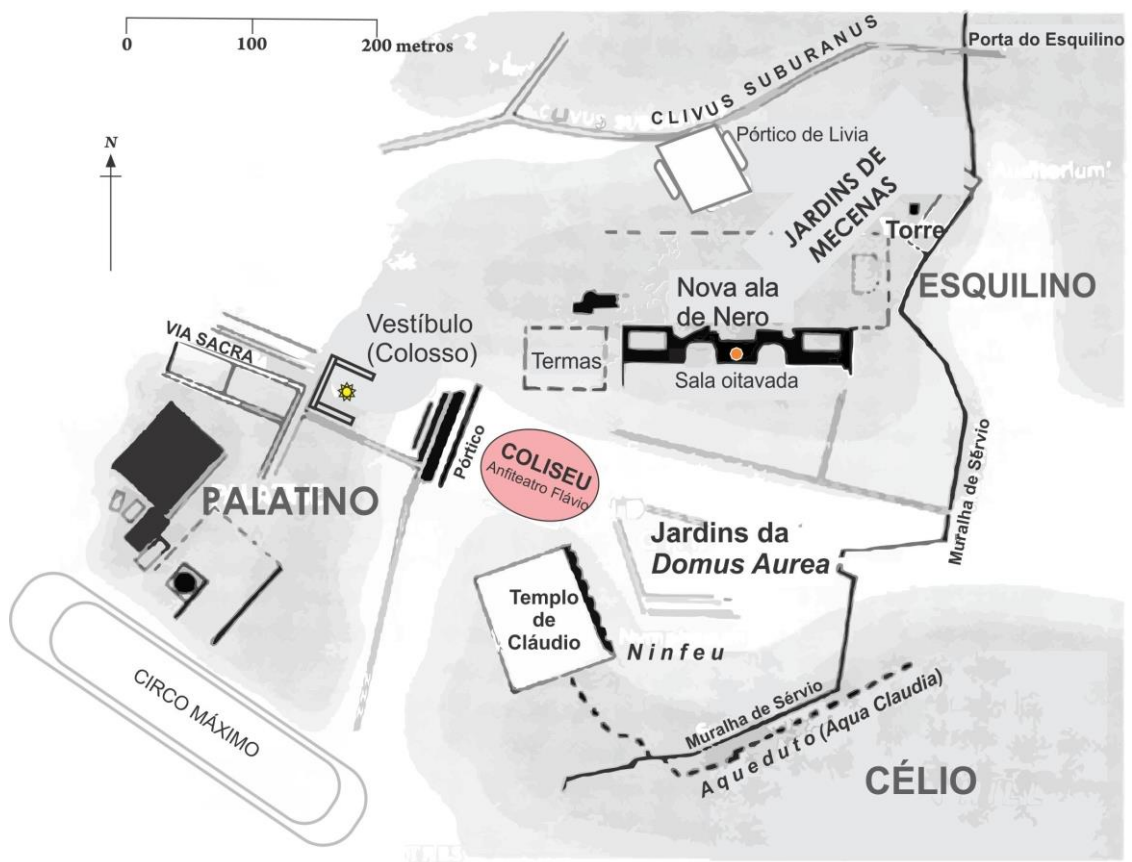 0 100 200 metros
Porta do Esquilino
CLIVUS SUBURANUS
Pórtico de Livia
N
'Auditorium'
JARDINS DE
MECENAS
Torre
ESQUILINO
Nova ala
de Nero
Vestíbulo
(Colosso)
VIA SACRA
Termas
Sala oitavada
Pórtico
COLISEU
Anfiteatro Flávio
PALATINO
Muralha de Sérvio
Jardins da
Domus Aurea
Templo
de
Cláudio
Ninfeu
CIRCO MÁXIMO
Muralha de Sérvio
Aqueduto (Aqua Claudia)
CÉLIO